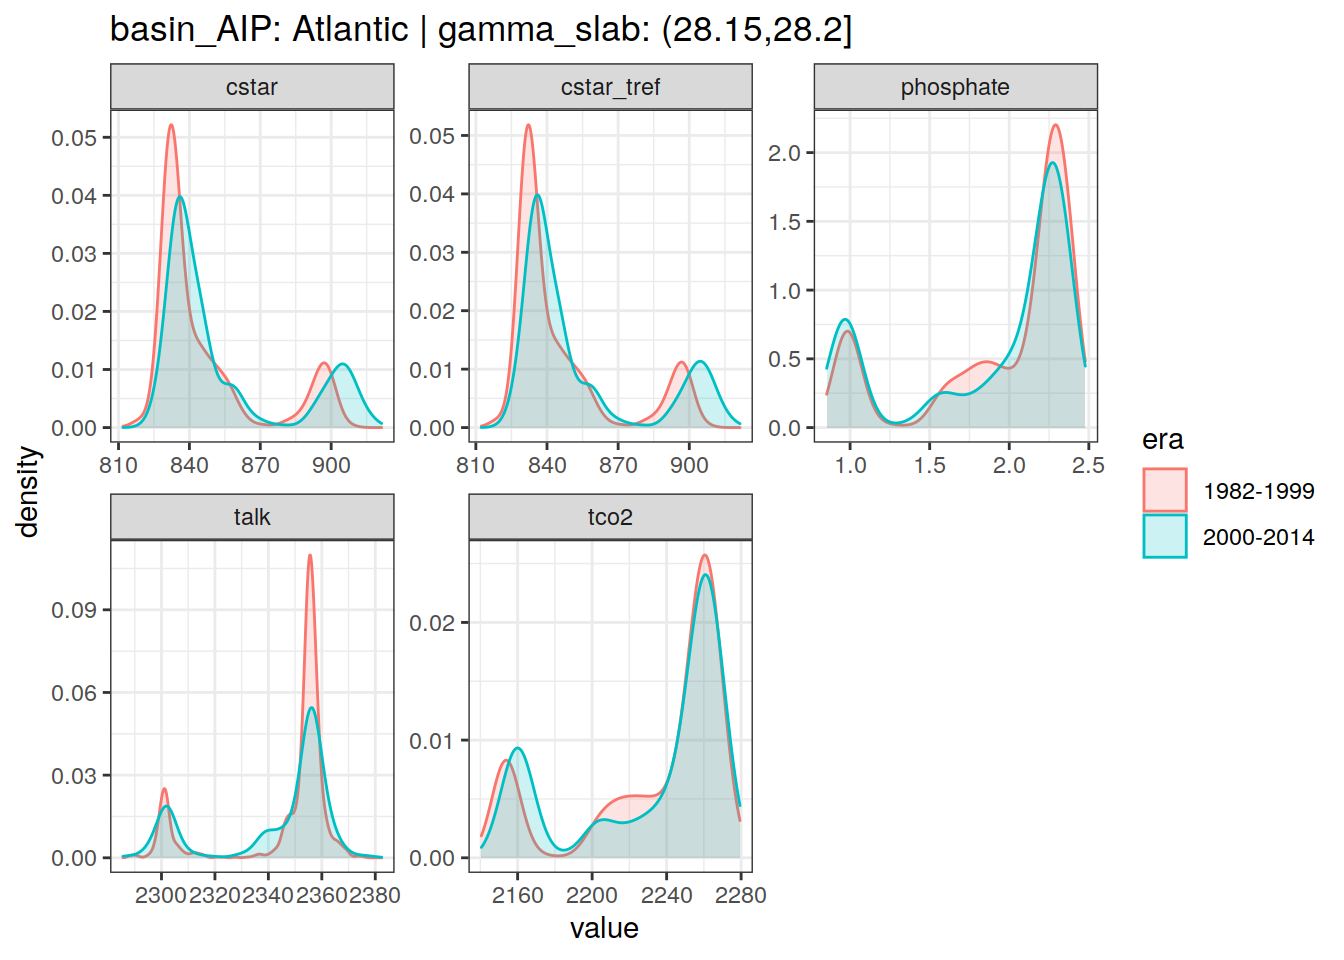 basin_AIP: Atlantic | gamma_slab: (28.15,28.2]
cstar
cstar_tref
phosphate
0.05
0.04
0.03
0.02
0.01
0.00
810 840 870 900
0.05
0.04
0.03
0.02
0.01
0.00
810 840 870 900
2.0
1.5
1.0
0.5
0.0
1.0 1.5 2.0 2.5
talk
tco2
0.09
0.06
0.03
0.00
2300 2320 2340 2360 2380
0.02
0.01
0.00
2160 2200 2240 2280
density
value
era
1982-1999
2000-2014